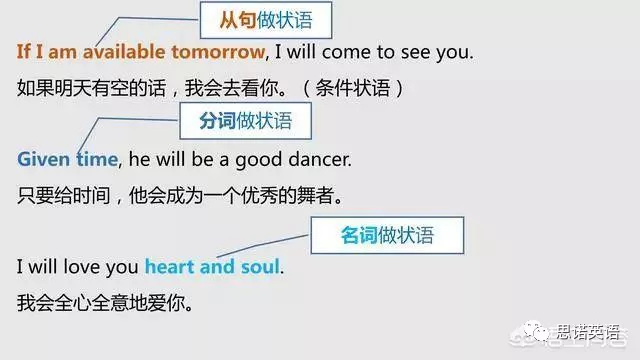 从句做状语
If I am available tomorrow, I will come to see you.
如果明天有空的话，我会去看你。（条件状语）
分词做状语
Given time, he will be a good dancer.
只要给时间，他会成为一个优秀的舞者。
名词做状语
I will love you heart and soul.
我会全心全意地爱你。
思诺英语